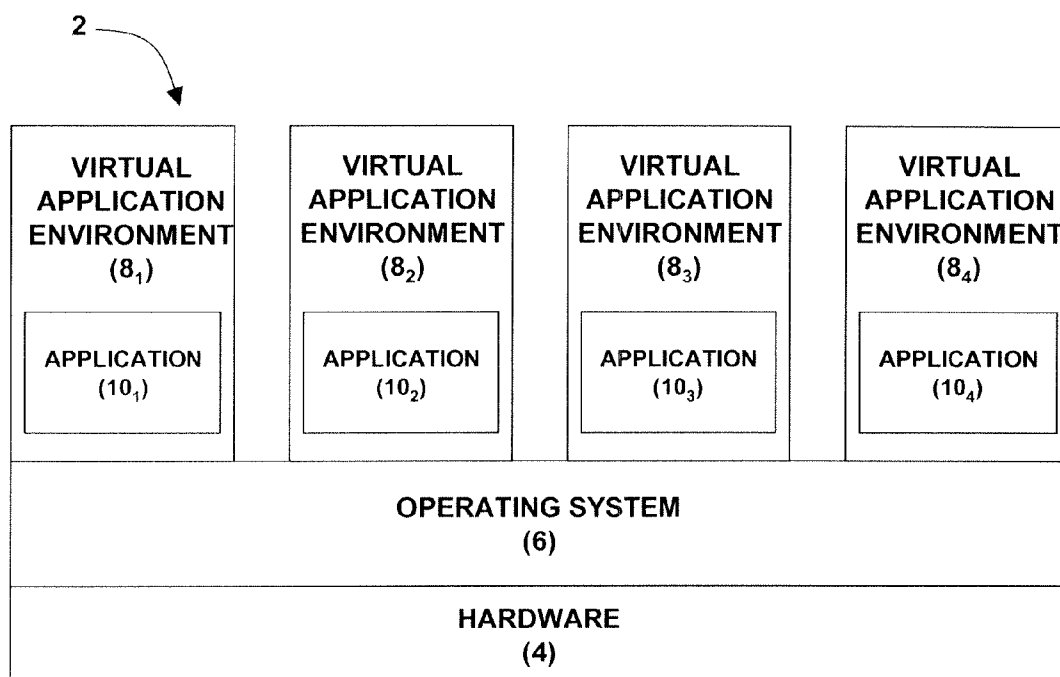 2
VIRTUAL
APPLICATION
ENVIRONMENT
(8₁)
APPLICATION
(10₁)
VIRTUAL
APPLICATION
ENVIRONMENT
(8₂)
APPLICATION
(10₂)
VIRTUAL
APPLICATION
ENVIRONMENT
(8₃)
APPLICATION
(10₃)
VIRTUAL
APPLICATION
ENVIRONMENT
(8₄)
APPLICATION
(10₄)
OPERATING SYSTEM
(6)
HARDWARE
(4)